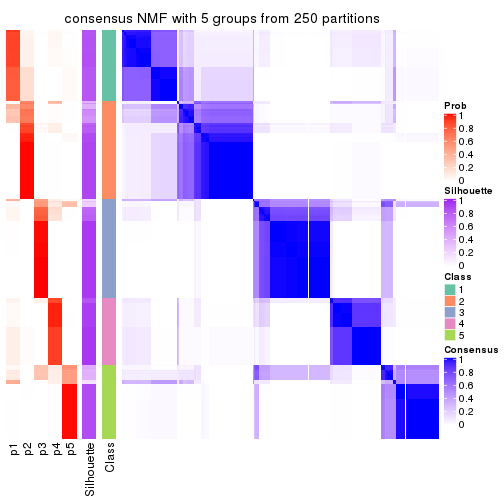 consensus NMF with 5 groups from 250 partitions
Prob
1
0.8
0.6
0.4
0.2
0
Silhouette
1
0.8
0.6
0.4
0.2
0
Class
1
2
3
4
5
Consensus
1
0.8
0.6
0.4
0.2
0
p1
p2
p3
p4
p5
Silhouette
Class